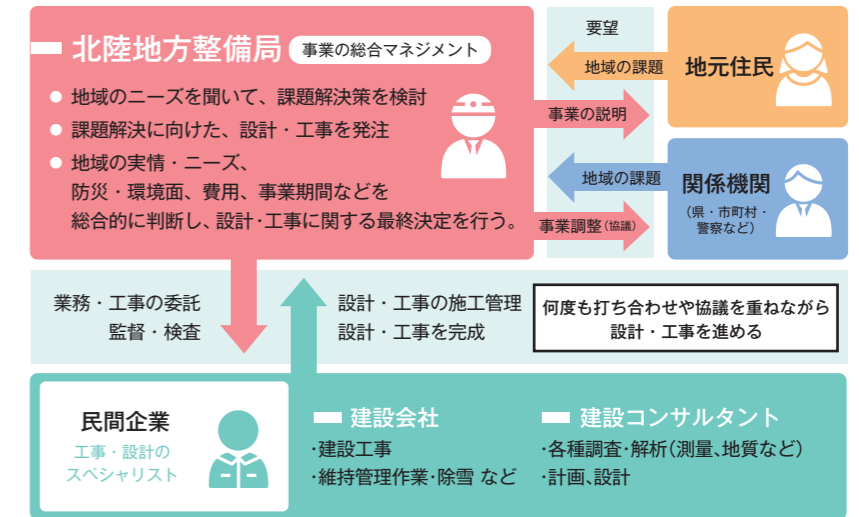 北陸地方整備局 事業の総合マネジメント
● 地域のニーズを聞いて、課題解決策を検討
● 課題解決に向けた、設計・工事を発注
● 地域の実情・ニーズ、
防災・環境面、費用、事業期間などを
総合的に判断し、設計・工事に関する最終決定を行う。
要望
地域の課題
事業の説明
地域の課題
事業調整(協議)
地元住民
関係機関
(県・市町村・
警察など)
業務・工事の委託
監督・検査
設計・工事の施工管理
設計・工事を完成
何度も打ち合わせや協議を重ねながら
設計・工事を進める
民間企業
工事・設計の
スペシャリスト
建設会社
・建設工事
・維持管理作業・除雪 など
建設コンサルタント
・各種調査・解析(測量、地質など)
・計画、設計